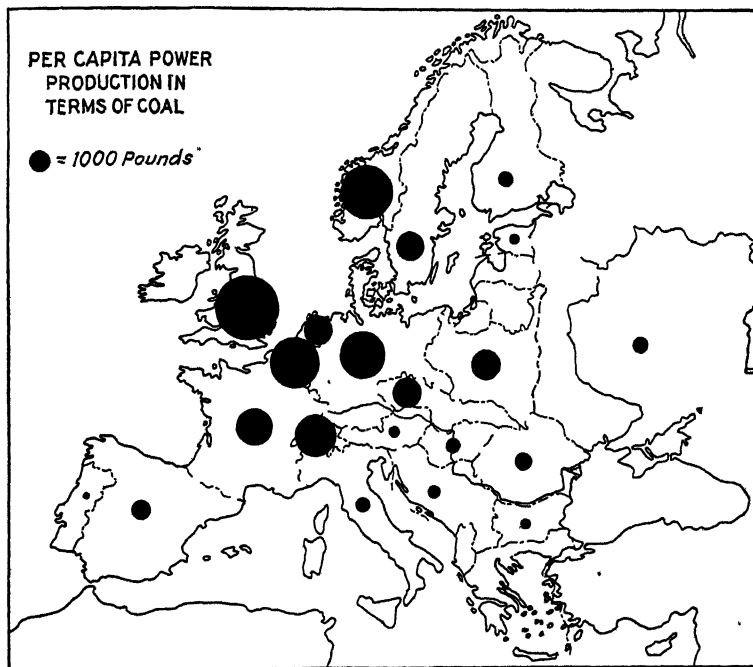 PER CAPITA POWER
PRODUCTION IN
TERMS OF COAL
= 1000 Pounds